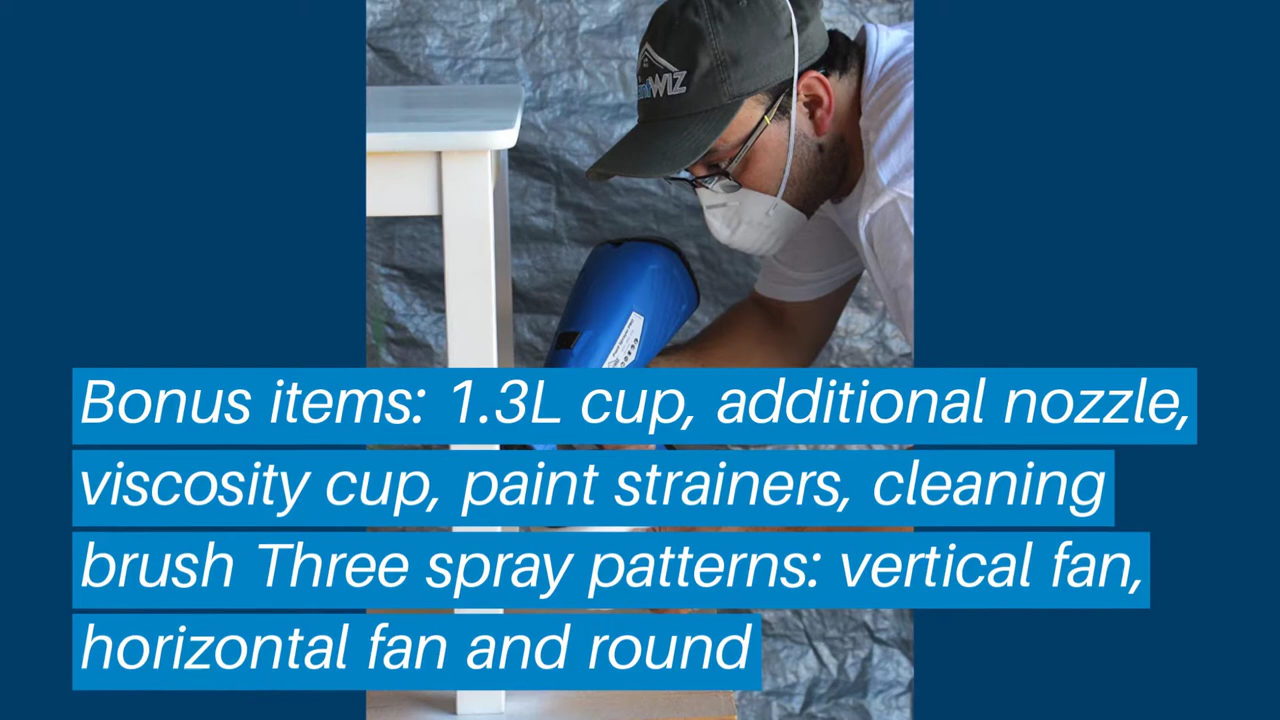 WIZ
Bonus items: 1.3L cup, additional nozzle,
viscosity cup, paint strainers, cleaning
brush Three spray patterns: vertical fan,
horizontal fan and round